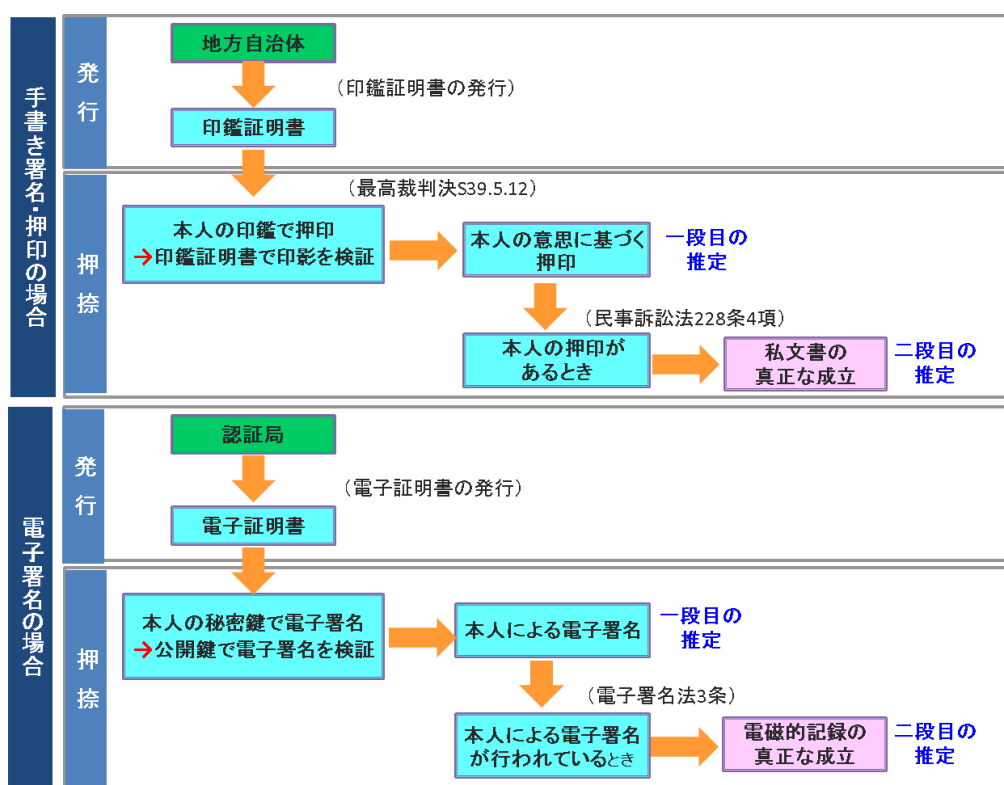 手書き署名・押印の場合
発行
地方自治体
（印鑑証明書の発行）
印鑑証明書
押捺
（最高裁判決S39.5.12）
本人の印鑑で押印
→印鑑証明書で印影を検証
本人の意思に基づく
押印
一段目の
推定
（民事訴訟法228条4項）
本人の押印が
あるとき
私文書の
真正な成立
二段目の
推定
電子署名の場合
発行
認証局
（電子証明書の発行）
電子証明書
押捺
本人の秘密鍵で電子署名
→公開鍵で電子署名を検証
本人による電子署名
一段目の
推定
（電子署名法3条）
本人による電子署名
が行われているとき
電磁的記録の
真正な成立
二段目の
推定